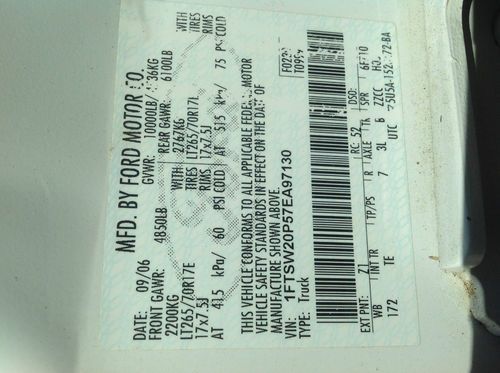 MFD. BY FORD MOTOR CO.
DATE: 09/06 GVWR: 10000LB/ 4536KG
FRONT GAWR: 4850LB REAR GAWR: 6100LB
2200KG 2767KG WITH
LT265/70R17E TIRES LT265/70R17E TIRES
17x7.5J RIMS 17x7.5J RIMS
AT 415 kPa/ 60 PSI COLD AT 515 kPa/ 75 PSI COLD
THIS VEHICLE CONFORMS TO ALL APPLICABLE FEDERAL MOTOR
VEHICLE SAFETY STANDARDS IN EFFECT ON THE DATE OF
MANUFACTURE SHOWN ABOVE.
VIN: 1FTSW20P57EA97130
TYPE: Truck
EXT PNT: Z1 RC: 52 DSO:
WB INT TR TP/PS R AXLE TR SPR
172 TE 7 3L B
UTC